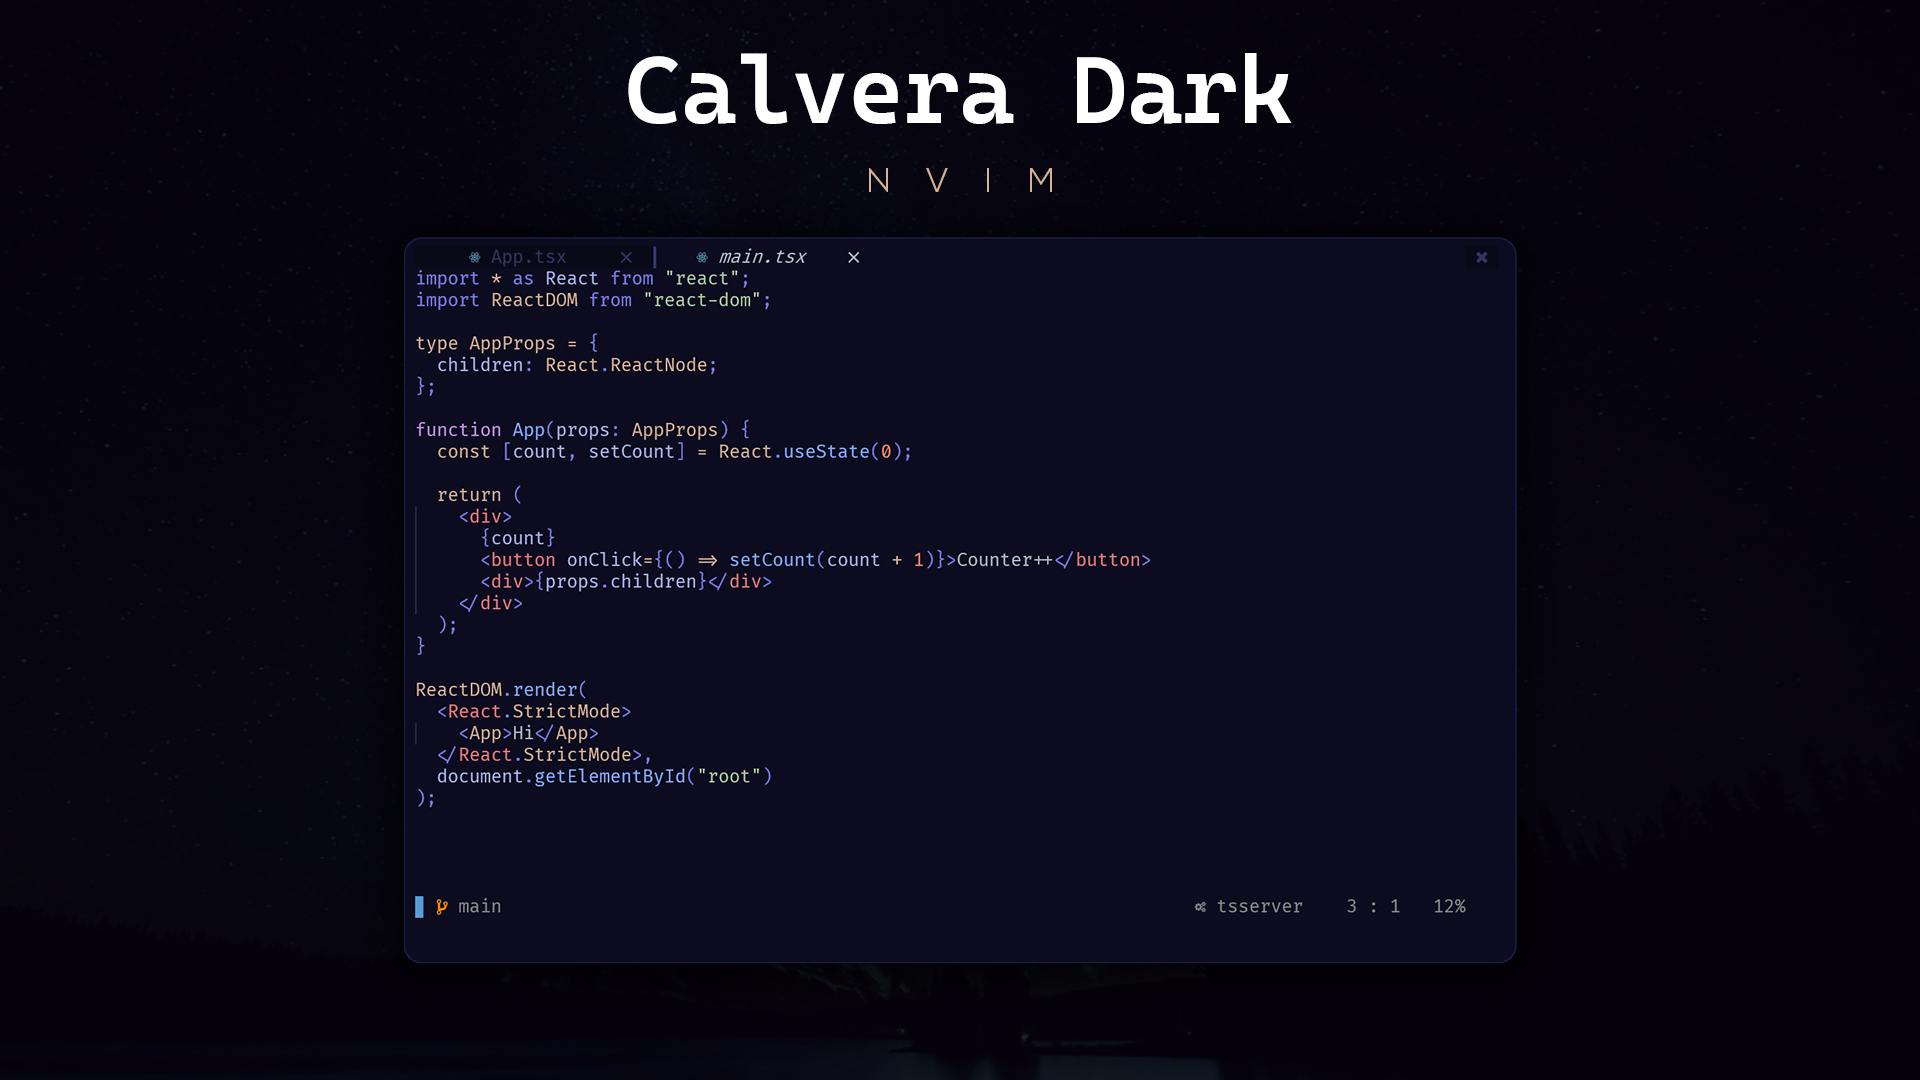 Calvera Dark
NVIM
App.tsx × main.tsx ×
import * as React from "react";
import ReactDOM from "react-dom";
type AppProps = {
  children: React.ReactNode;
};
function App(props: AppProps) {
  const [count, setCount] = React.useState(0);
  return (
    <div>
      {count}
      <button onClick={() => setCount(count + 1)}>Counter++</button>
      <div>{props.children}</div>
    </div>
  );
}
ReactDOM.render(
  <React.StrictMode>
    <App>Hi</App>
  </React.StrictMode>,
  document.getElementById("root")
);
main tsserver 3 : 1 12%